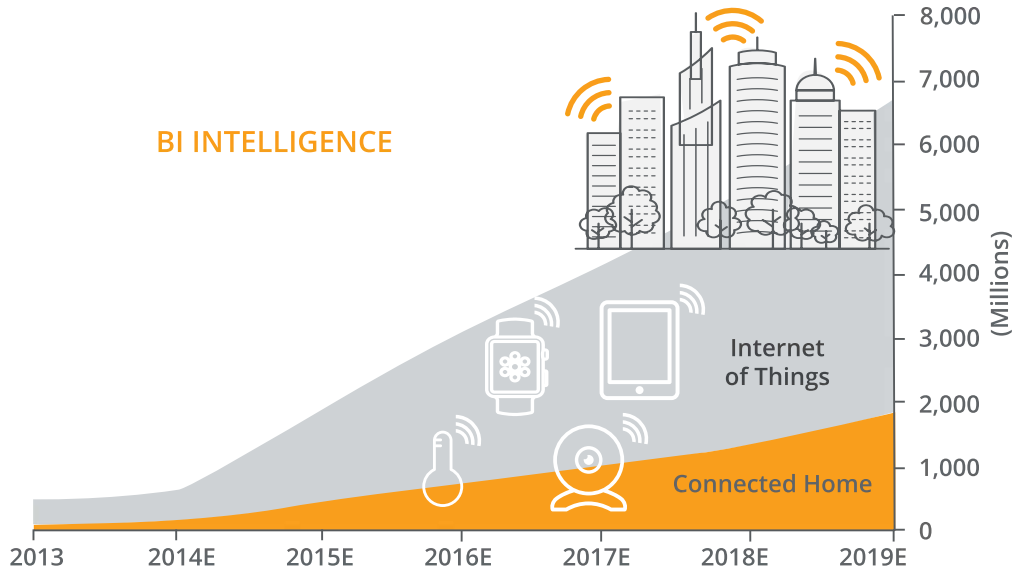 BI INTELLIGENCE
8,000
7,000
6,000
5,000
4,000
3,000
2,000
1,000
0
(Millions)
Internet
of Things
Connected Home
2013
2014E
2015E
2016E
2017E
2018E
2019E